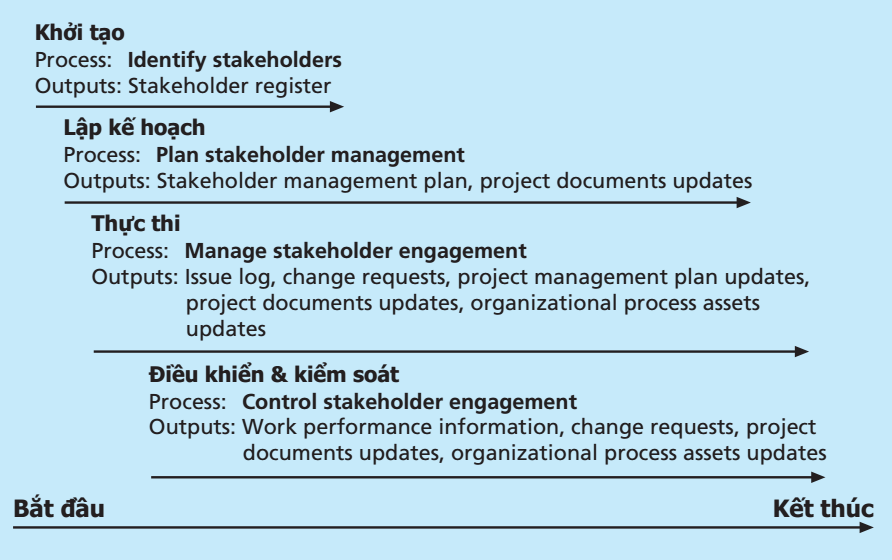 Khởi tạo
Process: Identify stakeholders
Outputs: Stakeholder register
Lập kế hoạch
Process: Plan stakeholder management
Outputs: Stakeholder management plan, project documents updates
Thực thi
Process: Manage stakeholder engagement
Outputs: Issue log, change requests, project management plan updates,
project documents updates, organizational process assets
updates
Điều khiển & kiểm soát
Process: Control stakeholder engagement
Outputs: Work performance information, change requests, project
documents updates, organizational process assets updates
Bắt đầu Kết thúc